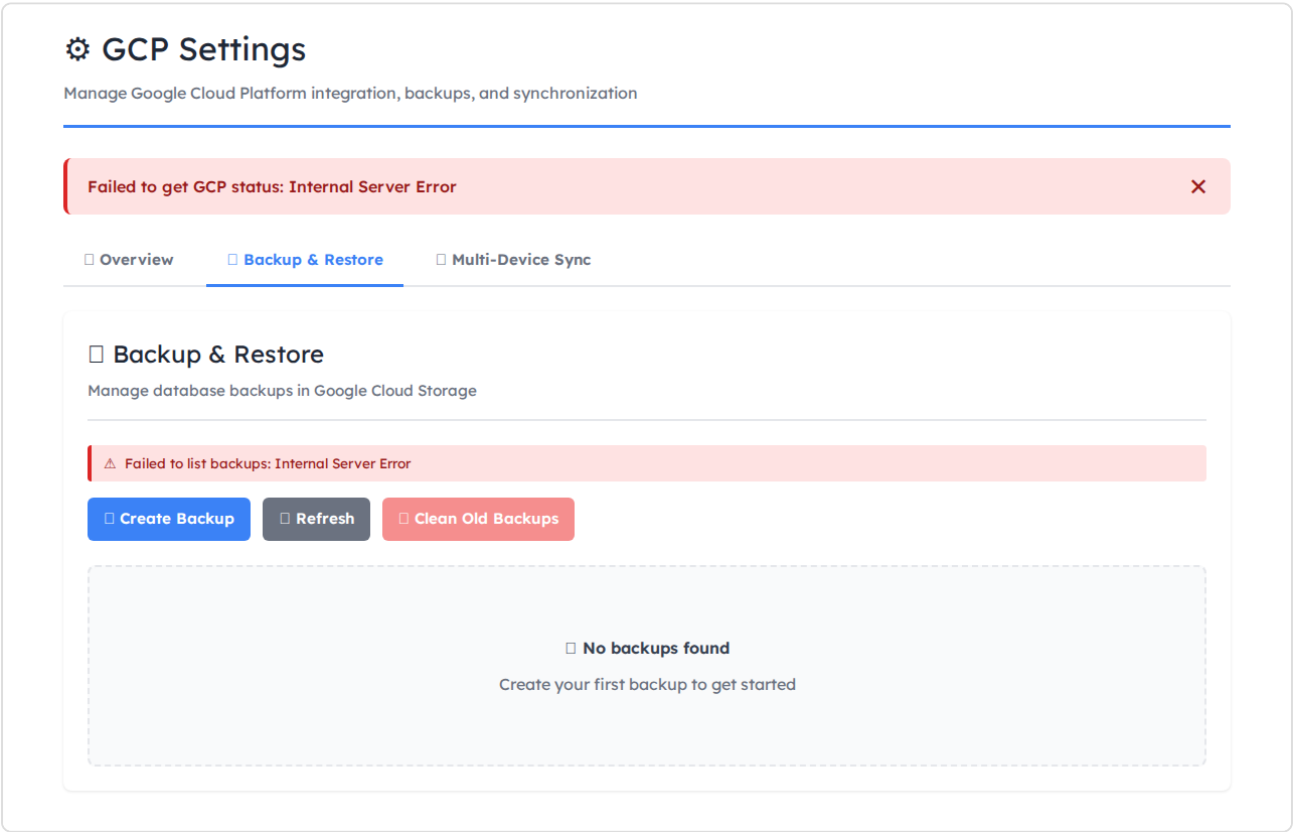 ⚙ GCP Settings
Manage Google Cloud Platform integration, backups, and synchronization
Failed to get GCP status: Internal Server Error ✕
Overview Backup & Restore Multi-Device Sync
Backup & Restore
Manage database backups in Google Cloud Storage
⚠ Failed to list backups: Internal Server Error
Create Backup Refresh Clean Old Backups
No backups found
Create your first backup to get started